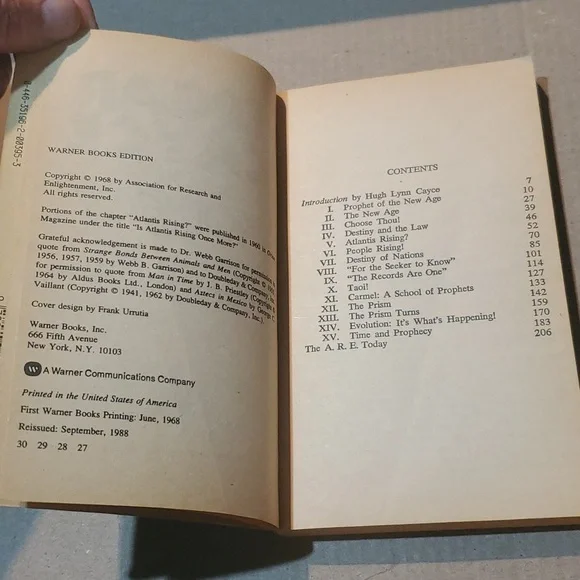 -446-35196-2-00395-3
WARNER BOOKS EDITION
Copyright © 1968 by Association for Research and
Enlightenment, Inc.
All rights reserved.
Portions of the chapter "Atlantis Rising?" were published in 1960 in
Magazine under the title "Is Atlantis Rising Once More?"
Grateful acknowledgement is made to Dr. Webb Garrison for permission
quote from Strange Bonds Between Animals and Men (Copyright ©
1956, 1957, 1959 by Webb B. Garrison) and to Doubleday & Company, Inc.
for permission to quote from Man in Time by J. B. Priestley (Copyright ©
1964 by Aldus Books Ltd., London) and Aztecs in Mexico by George C.
Vaillant (Copyright © 1941, 1962 by Doubleday & Company, Inc.).
Cover design by Frank Urrutia
Warner Books, Inc.
666 Fifth Avenue
New York, N.Y. 10103
W A Warner Communications Company
Printed in the United States of America
First Warner Books Printing: June, 1968
Reissued: September, 1988
30 29 28 27
CONTENTS
Introduction by Hugh Lynn Cayce 7
I. Prophet of the New Age 10
II. The New Age 27
III. Choose Thou! 39
IV. Destiny and the Law 46
V. Atlantis Rising? 52
VI. People Rising! 70
VII. Destiny of Nations 85
VIII. "For the Seeker to Know" 101
IX. "The Records Are One" 114
X. Taoi! 127
XI. Carmel: A School of Prophets 133
XII. The Prism 142
XIII. The Prism Turns 159
XIV. Evolution: It's What's Happening! 170
XV. Time and Prophecy 183
The A. R. E. Today 206